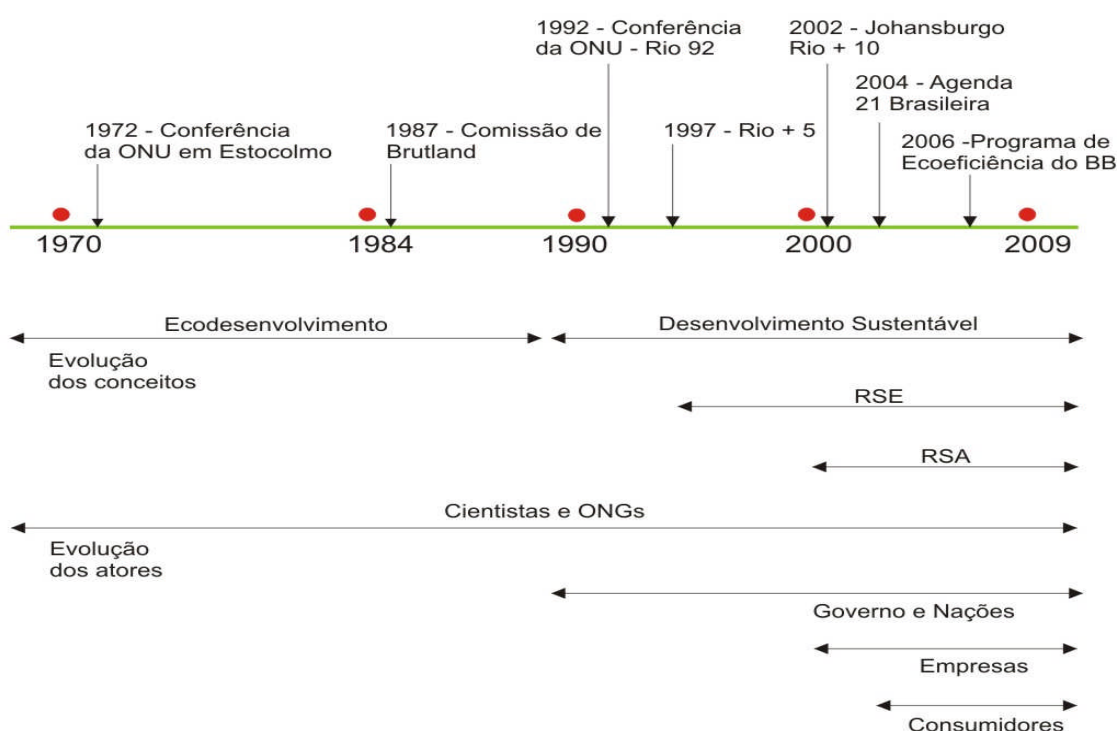 1992 - Conferência
da ONU - Rio 92
2002 - Johansburgo
Rio + 10
2004 - Agenda
21 Brasileira
1972 - Conferência
da ONU em Estocolmo
1987 - Comissão de
Brutland
1997 - Rio + 5
2006 -Programa de
Ecoeficiência do BB
1970
1984
1990
2000
2009
Ecodesenvolvimento
Desenvolvimento Sustentável
Evolução
dos conceitos
RSE
RSA
Cientistas e ONGs
Evolução
dos atores
Governo e Nações
Empresas
Consumidores